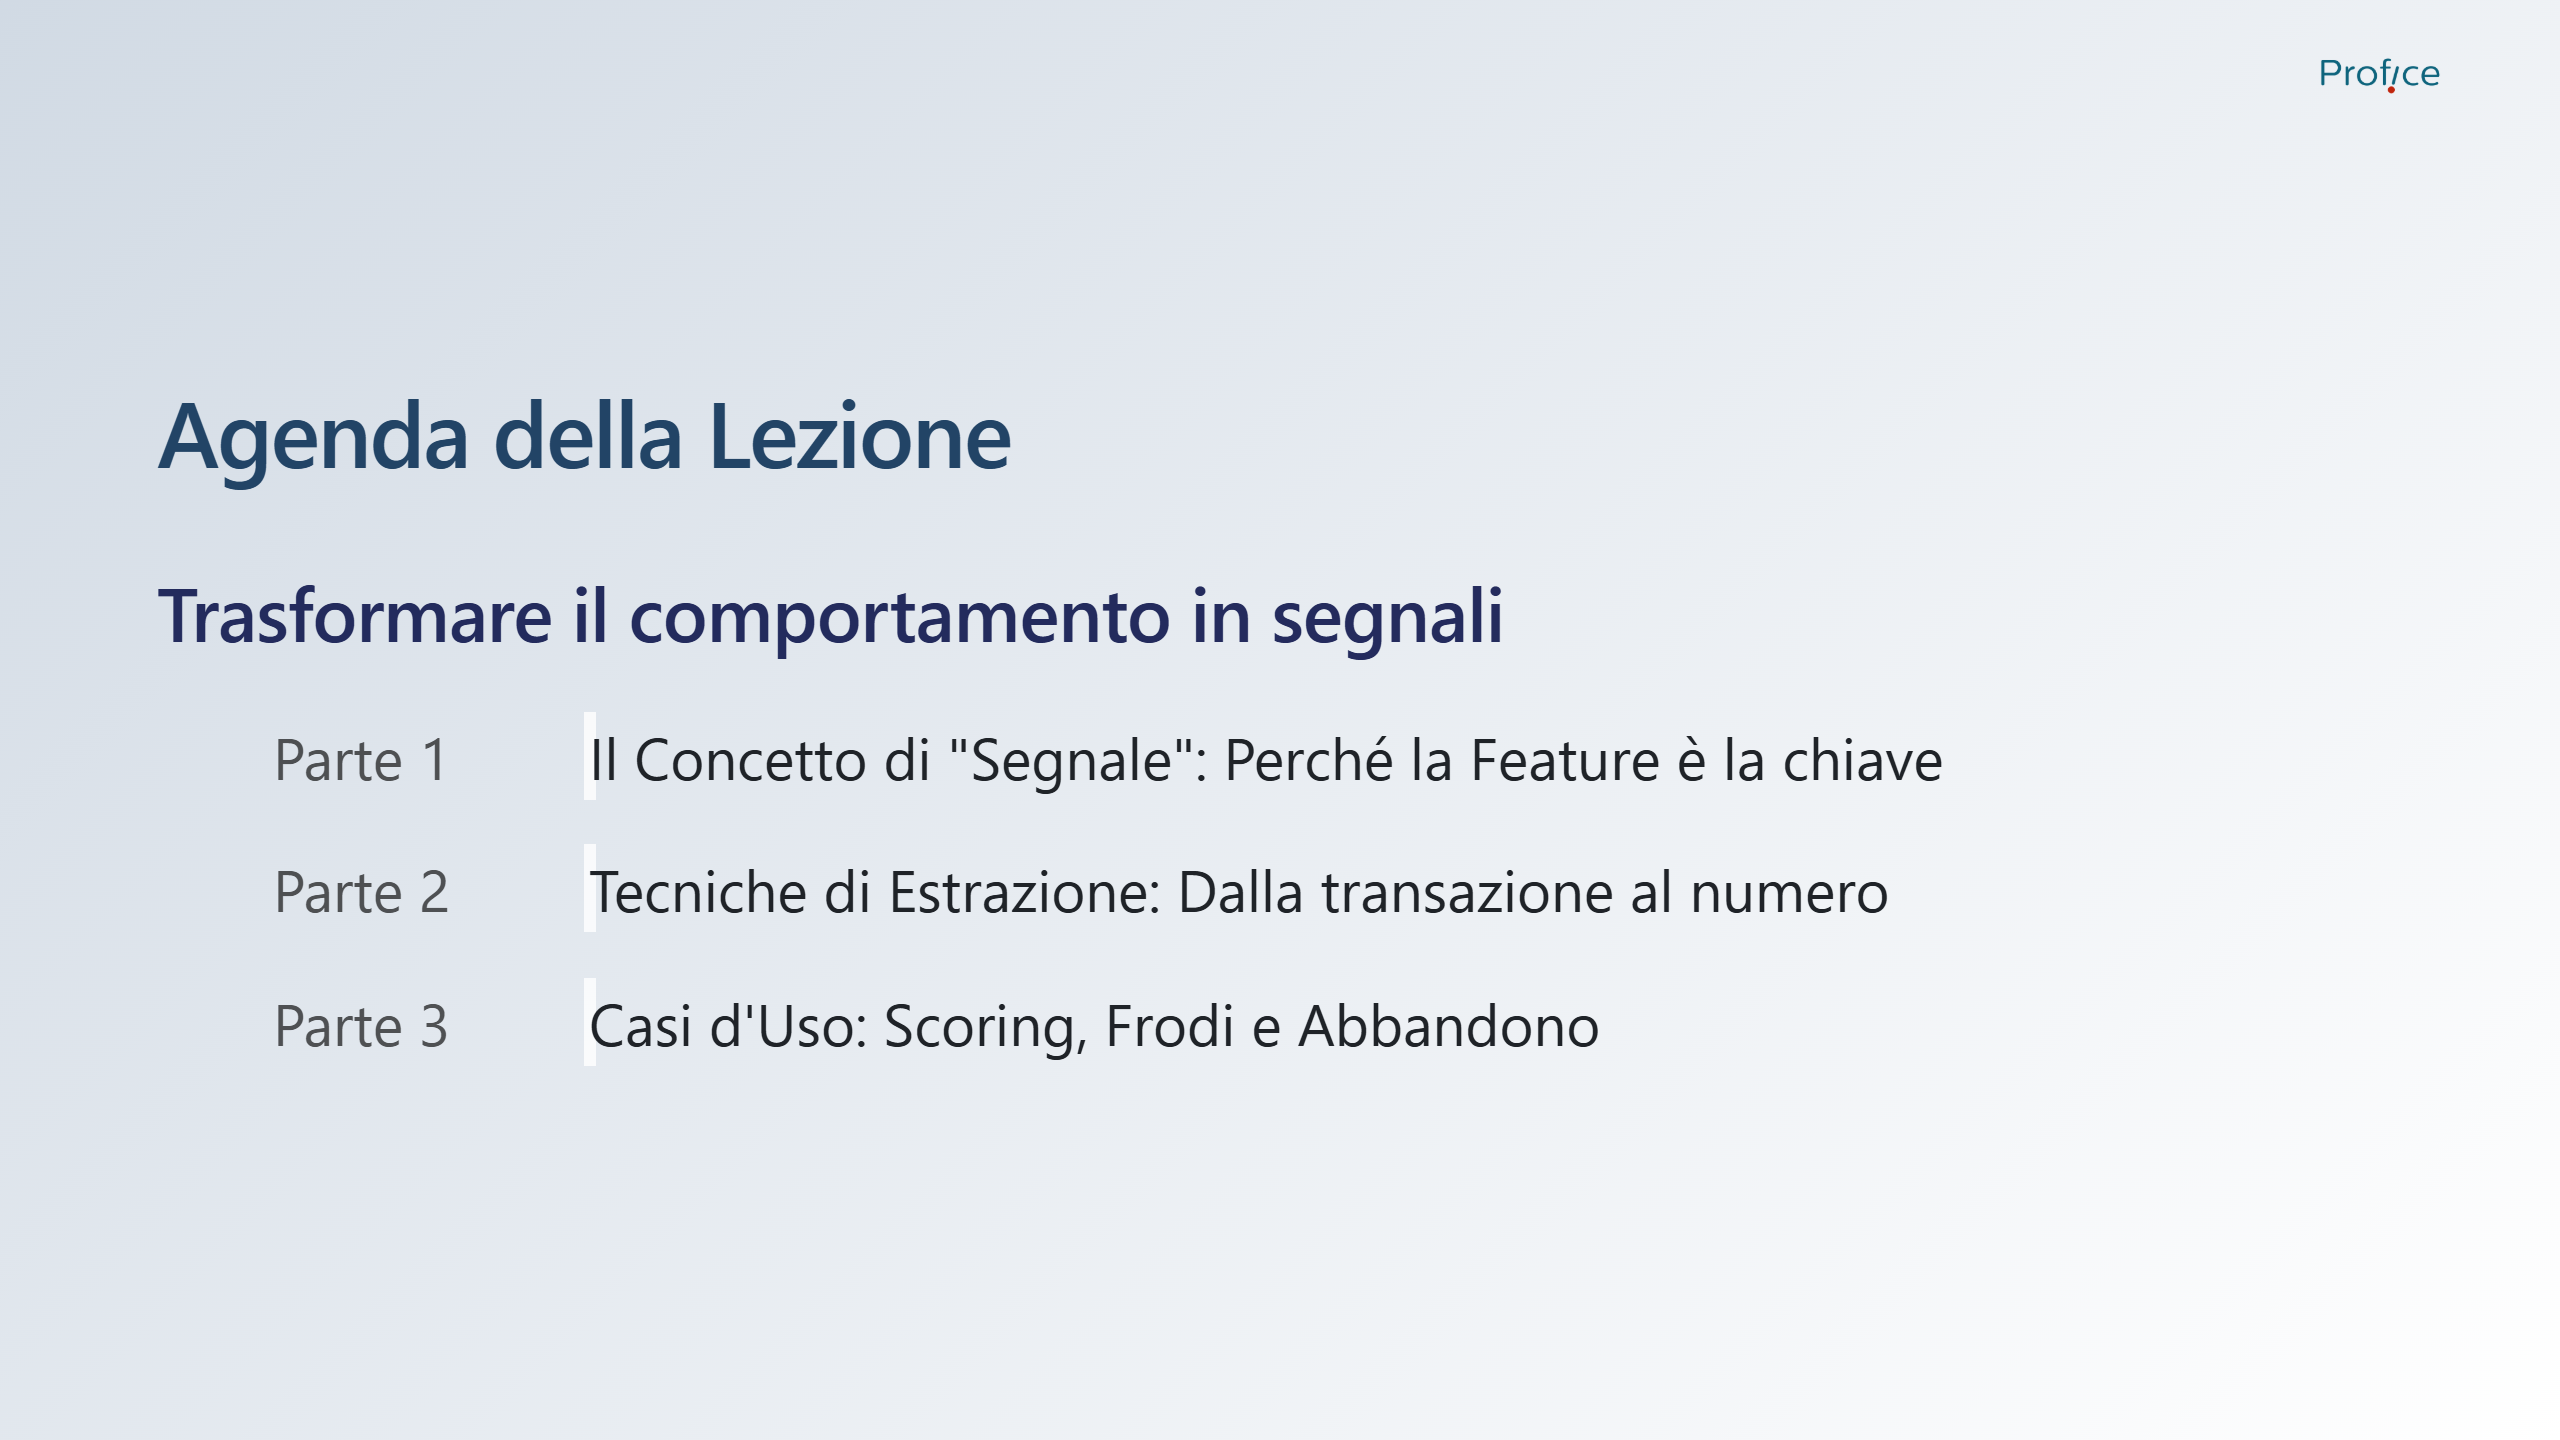 Profice
Agenda della Lezione
Trasformare il comportamento in segnali
Parte 1 Il Concetto di "Segnale": Perché la Feature è la chiave
Parte 2 Tecniche di Estrazione: Dalla transazione al numero
Parte 3 Casi d'Uso: Scoring, Frodi e Abbandono